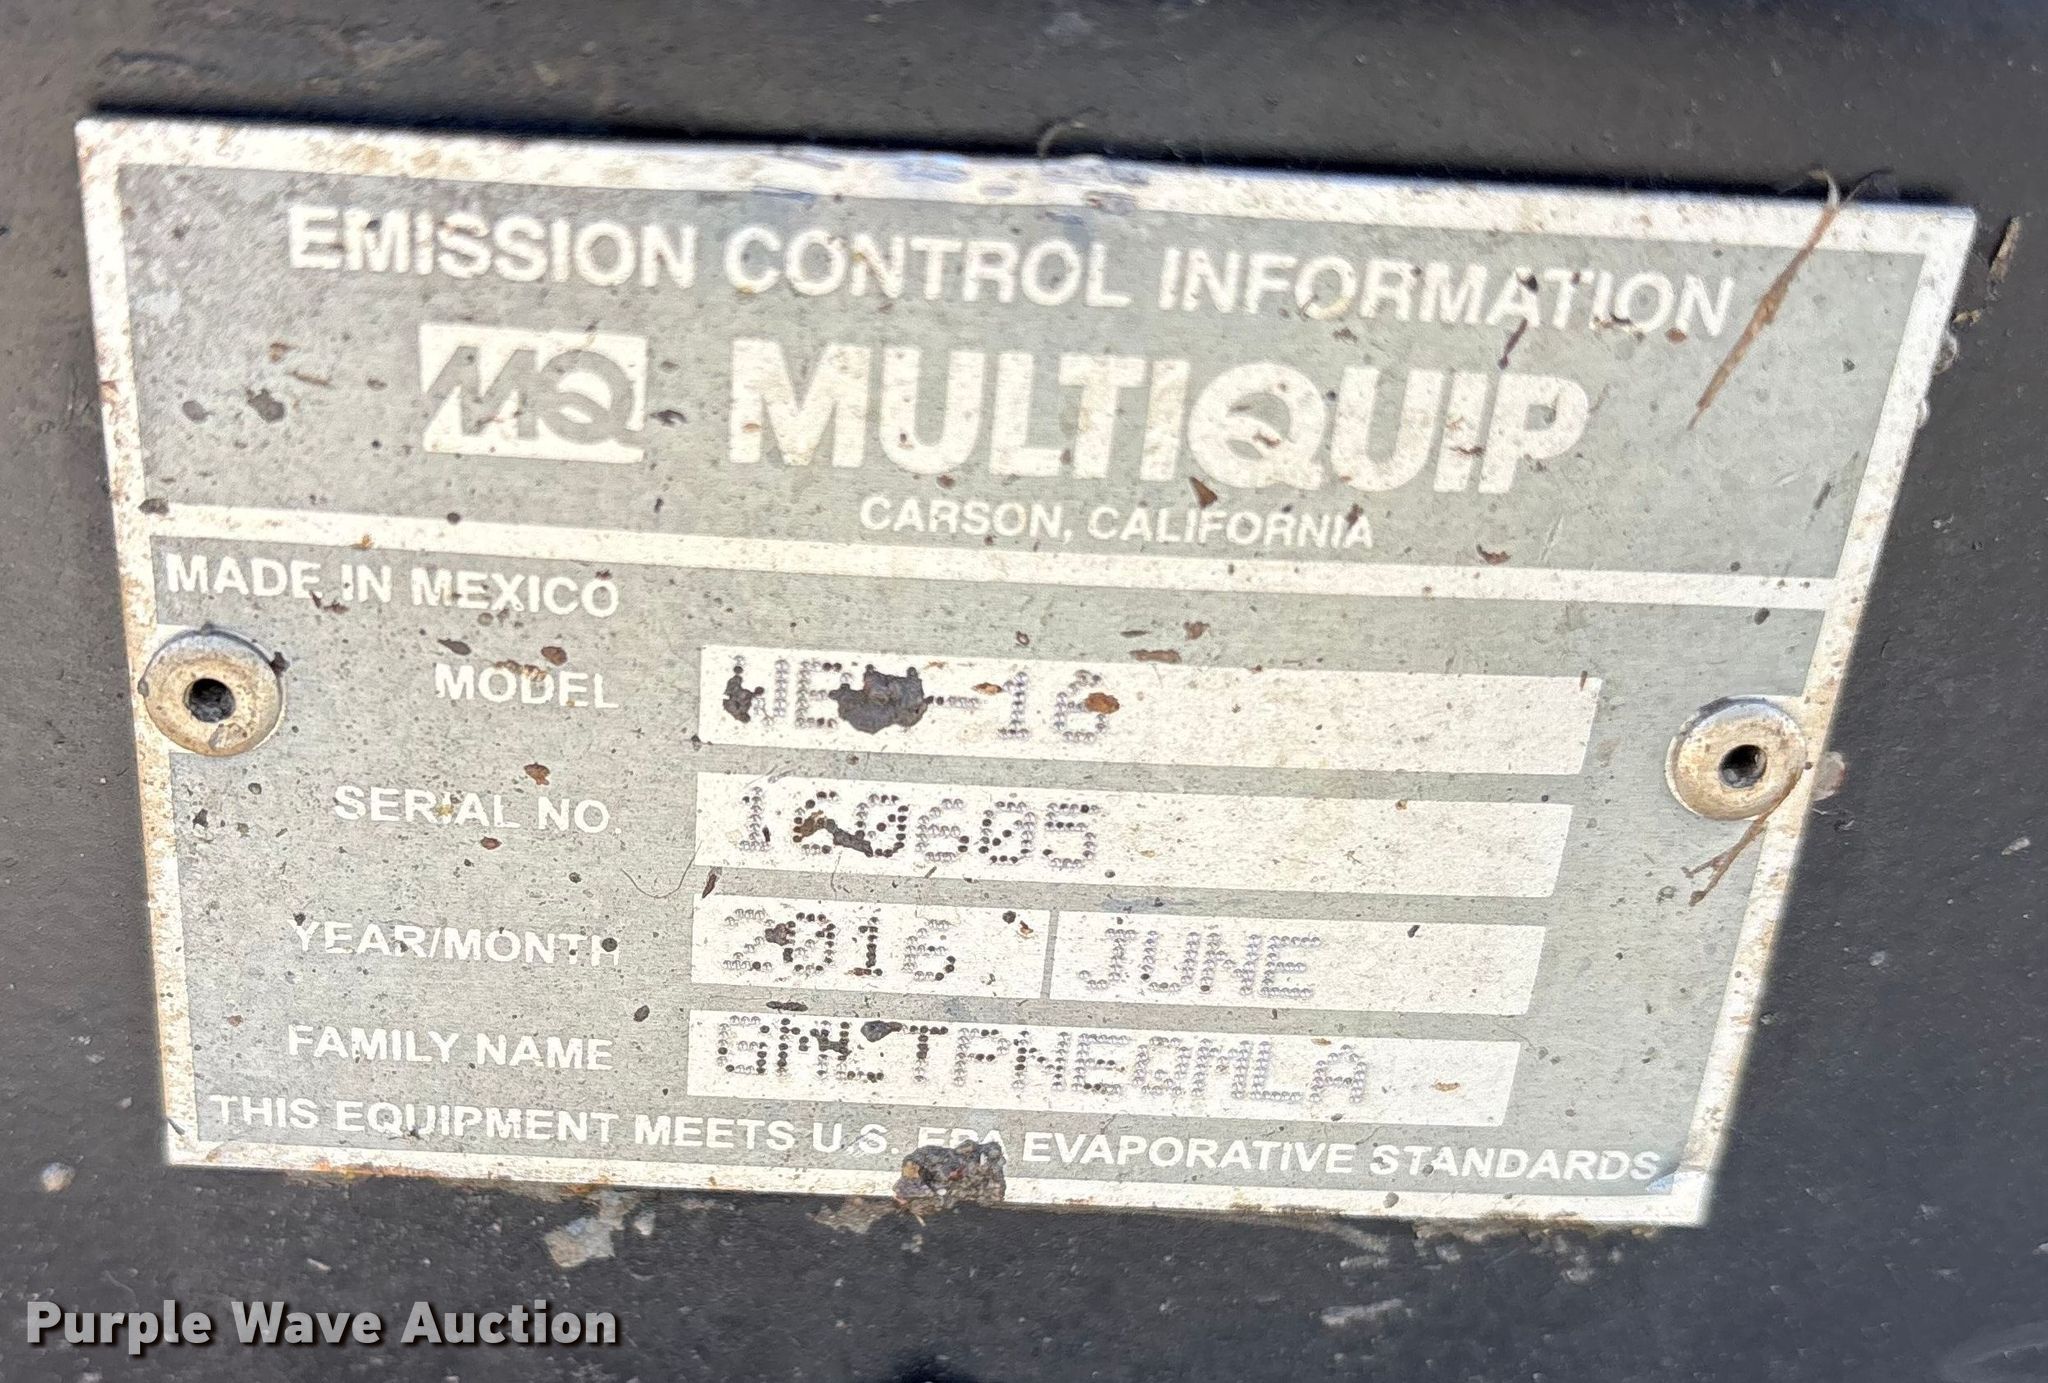 EMISSION CONTROL INFORMATION
MQ MULTIQUIP
CARSON, CALIFORNIA
MADE IN MEXICO
MODEL
SERIAL NO.
YEAR/MONTH 2016 JUNE
FAMILY NAME
THIS EQUIPMENT MEETS U.S. EPA EVAPORATIVE STANDARDS
Purple Wave Auction